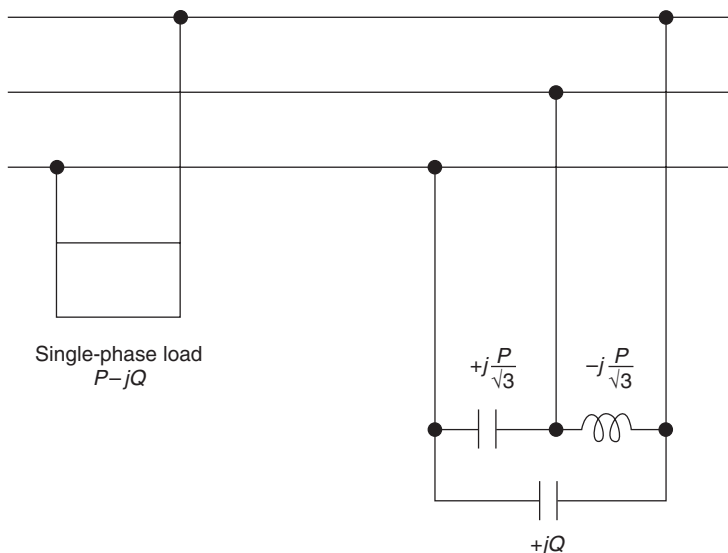 Single-phase load
P–jQ
+j P/√3
–j P/√3
+jQ